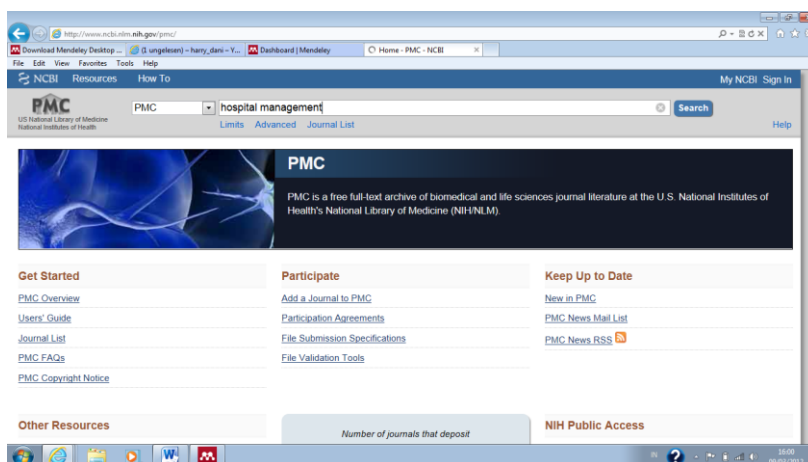 http://www.ncbi.nlm.nih.gov/pmc/
Download Mendeley Desktop ... (1 ungelesen) – harry_dani – Y... Dashboard | Mendeley Home - PMC - NCBI
File Edit View Favorites Tools Help
NCBI Resources How To My NCBI Sign In
PMC
US National Library of Medicine
National Institutes of Health
PMC hospital management Search
Limits Advanced Journal List Help
PMC
PMC is a free full-text archive of biomedical and life sciences journal literature at the U.S. National Institutes of
Health's National Library of Medicine (NIH/NLM).
Get Started Participate Keep Up to Date
PMC Overview Add a Journal to PMC New in PMC
Users' Guide Participation Agreements PMC News Mail List
Journal List File Submission Specifications PMC News RSS
PMC FAQs File Validation Tools
PMC Copyright Notice
Other Resources Number of journals that deposit NIH Public Access
16:00